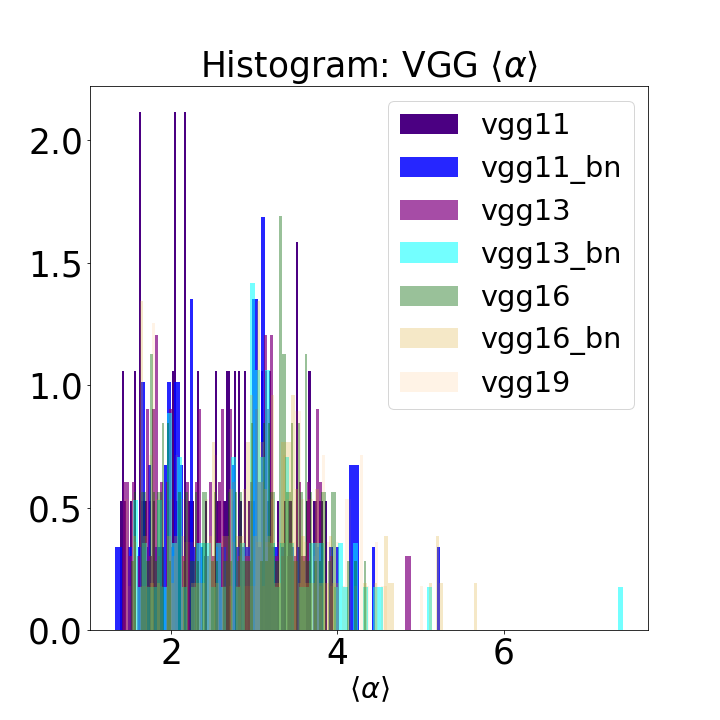 Histogram: VGG ⟨α⟩
2.0
1.5
1.0
0.5
0.0
2
4
6
⟨α⟩
vgg11
vgg11_bn
vgg13
vgg13_bn
vgg16
vgg16_bn
vgg19